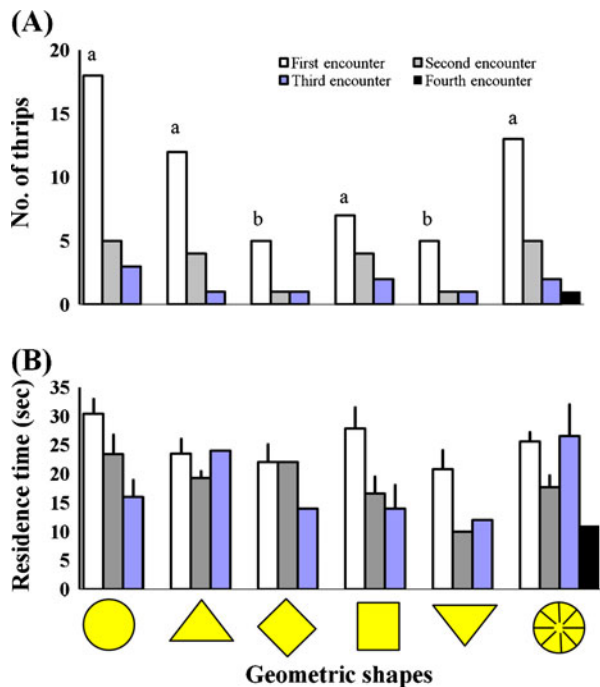 (A)
20
15
10
5
0
No. of thrips
First encounter
Second encounter
Third encounter
Fourth encounter
a
a
b
a
b
a
(B)
35
30
25
20
15
10
5
0
Residence time (sec)
Geometric shapes